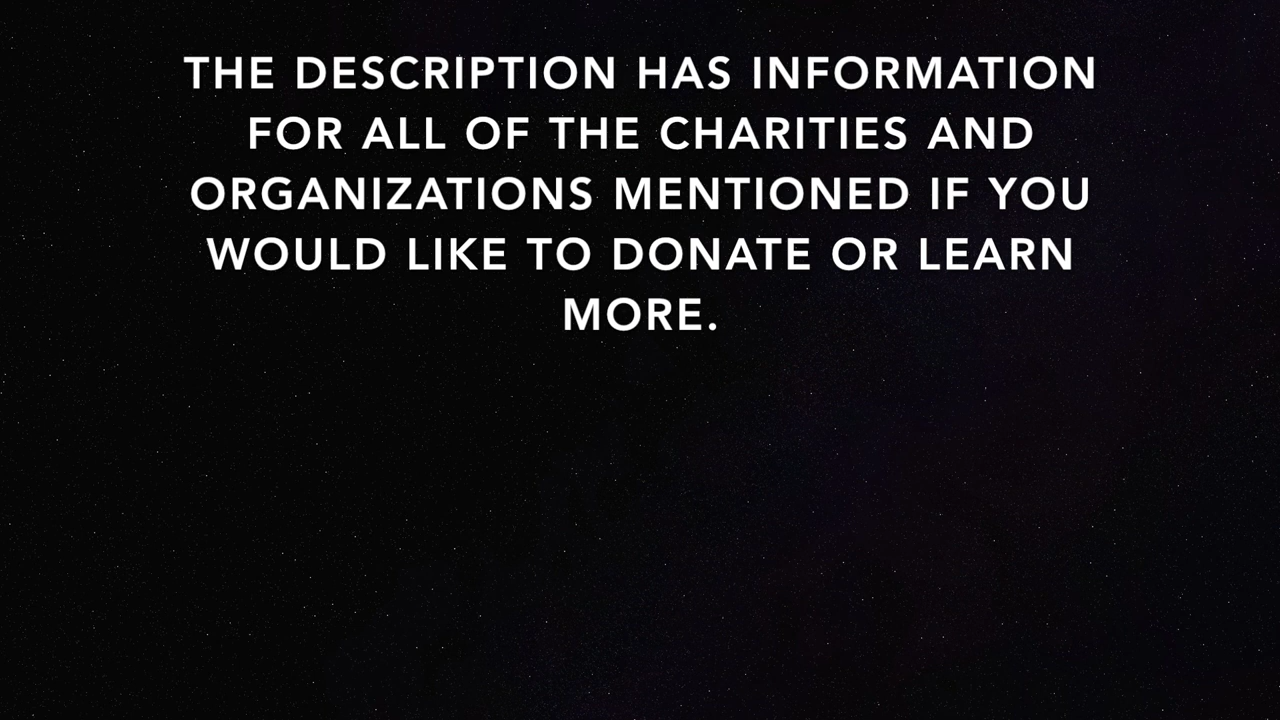 THE DESCRIPTION HAS INFORMATION
FOR ALL OF THE CHARITIES AND
ORGANIZATIONS MENTIONED IF YOU
WOULD LIKE TO DONATE OR LEARN
MORE.